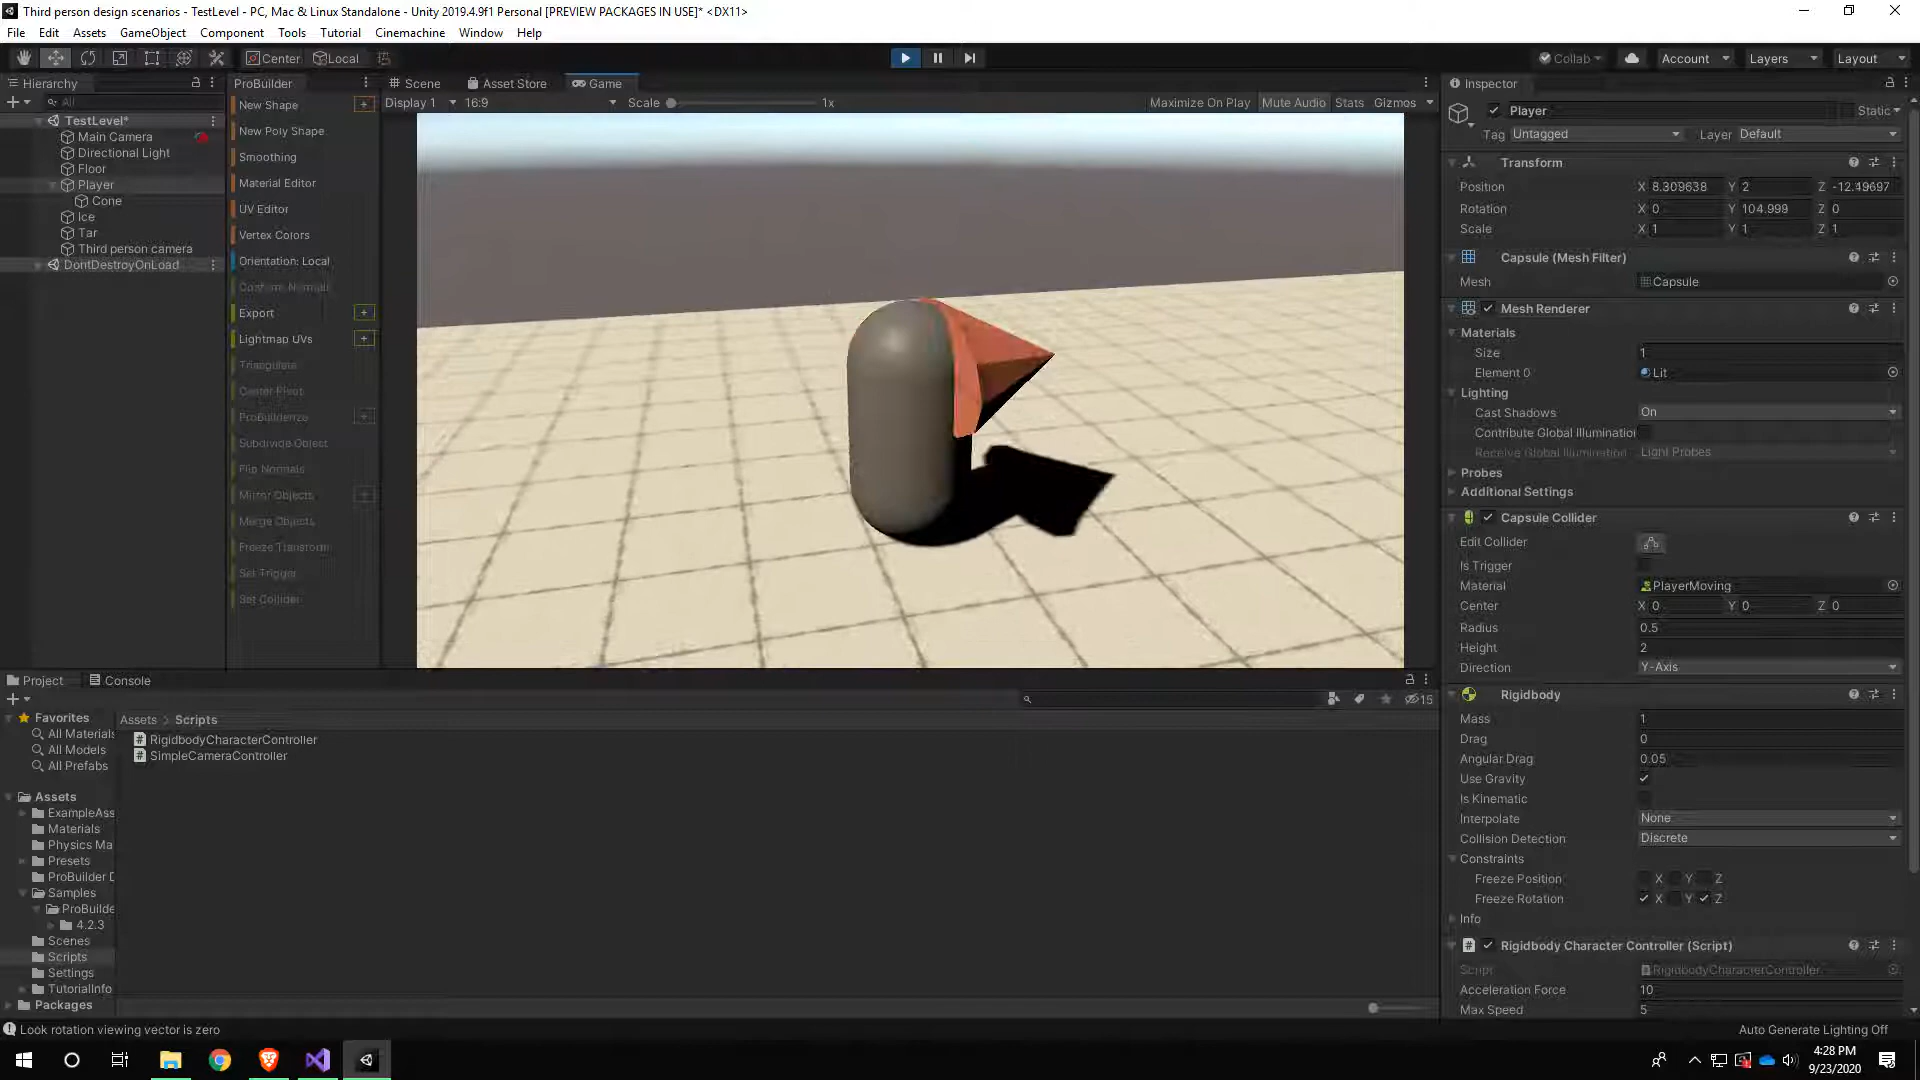 Third person design scenarios - TestLevel - PC, Mac & Linux Standalone - Unity 2019.4.9f1 Personal [PREVIEW PACKAGES IN USE]* <DX11>
File Edit Assets GameObject Component Tools Tutorial Cinemachine Window Help
Center Local Collab Account Layers Layout
Hierarchy
All
TestLevel*
Main Camera
Directional Light
Floor
Player
Cone
Ice
Tar
Third person camera
DontDestroyOnLoad
ProBuilder
New Shape
New Poly Shape
Smoothing
Material Editor
UV Editor
Vertex Colors
Orientation: Local
Conform Normals
Export
Lightmap UVs
Triangulate
Center Pivot
ProBuilderize
Subdivide Object
Flip Normals
Mirror Objects
Merge Objects
Freeze Transform
Set Trigger
Set Collider
Scene Asset Store Game
Display 1 16:9 Scale 1x Maximize On Play Mute Audio Stats Gizmos
Inspector
Player Static
Tag Untagged Layer Default
Transform
Position X 8.309638 Y 2 Z -12.49697
Rotation X 0 Y 104.999 Z 0
Scale X 1 Y 1 Z 1
Capsule (Mesh Filter)
Mesh Capsule
Mesh Renderer
Materials
Size 1
Element 0 Lit
Lighting
Cast Shadows On
Contribute Global Illuminatio
Receive Global Illumination Light Probes
Probes
Additional Settings
Capsule Collider
Edit Collider
Is Trigger
Material PlayerMoving
Center X 0 Y 0 Z 0
Radius 0.5
Height 2
Direction Y-Axis
Rigidbody
Mass 1
Drag 0
Angular Drag 0.05
Use Gravity
Is Kinematic
Interpolate None
Collision Detection Discrete
Constraints
Freeze Position X Y Z
Freeze Rotation X Y Z
Info
Rigidbody Character Controller (Script)
Script RigidbodyCharacterController
Acceleration Force 10
Max Speed 5
Project Console
15
Favorites
All Materials
All Models
All Prefabs
Assets
ExampleAss
Materials
Physics Ma
Presets
ProBuilder D
Samples
ProBuilde
4.2.3
Scenes
Scripts
Settings
TutorialInfo
Packages
Assets > Scripts
RigidbodyCharacterController
SimpleCameraController
Look rotation viewing vector is zero
Auto Generate Lighting Off
4:28 PM
9/23/2020